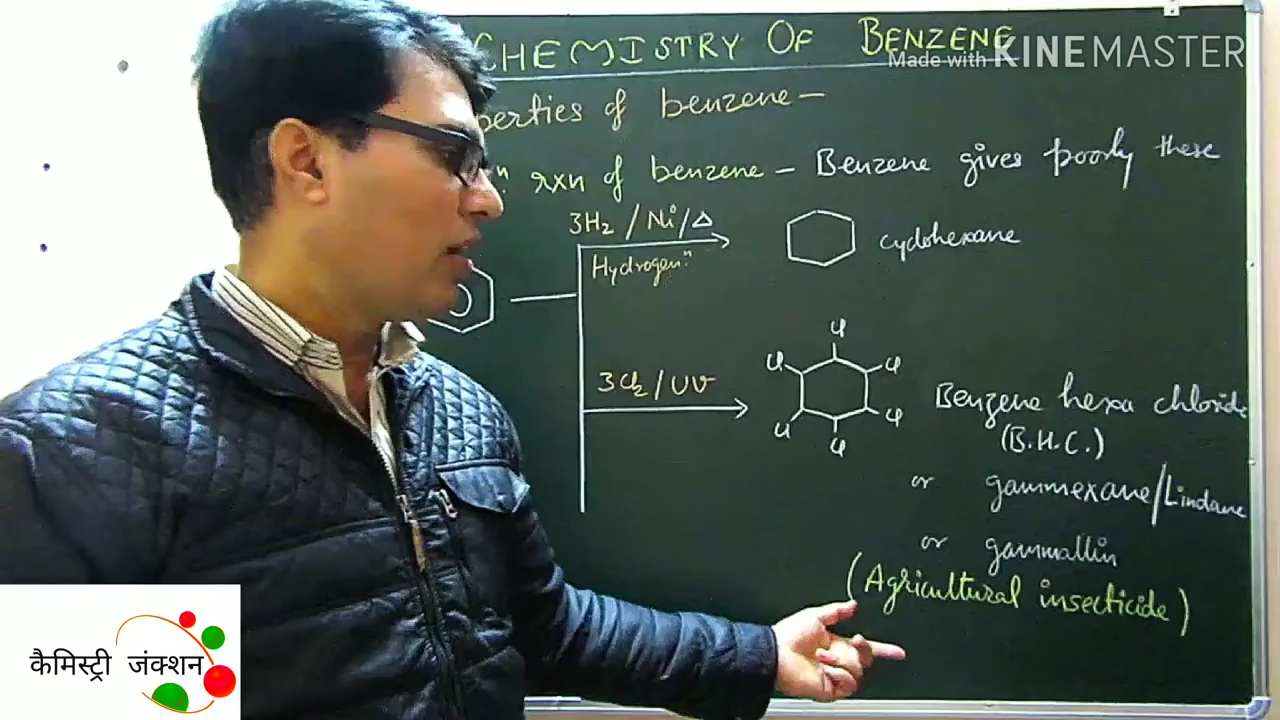 CHEMISTRY OF BENZENE
Made with KINEMASTER
perties of benzene –
n. rxn of benzene – Benzene gives poorly these
3H2 / Ni / Δ
Hydrogen.n
cyclohexane
3Cl2 / UV
Cl
Cl Cl
Cl Cl
Cl
Benzene hexa chloride
(B.H.C.)
or gammexane/Lindane
or gammallin
(Agricultural insecticide)
कैमिस्ट्री जंक्शन